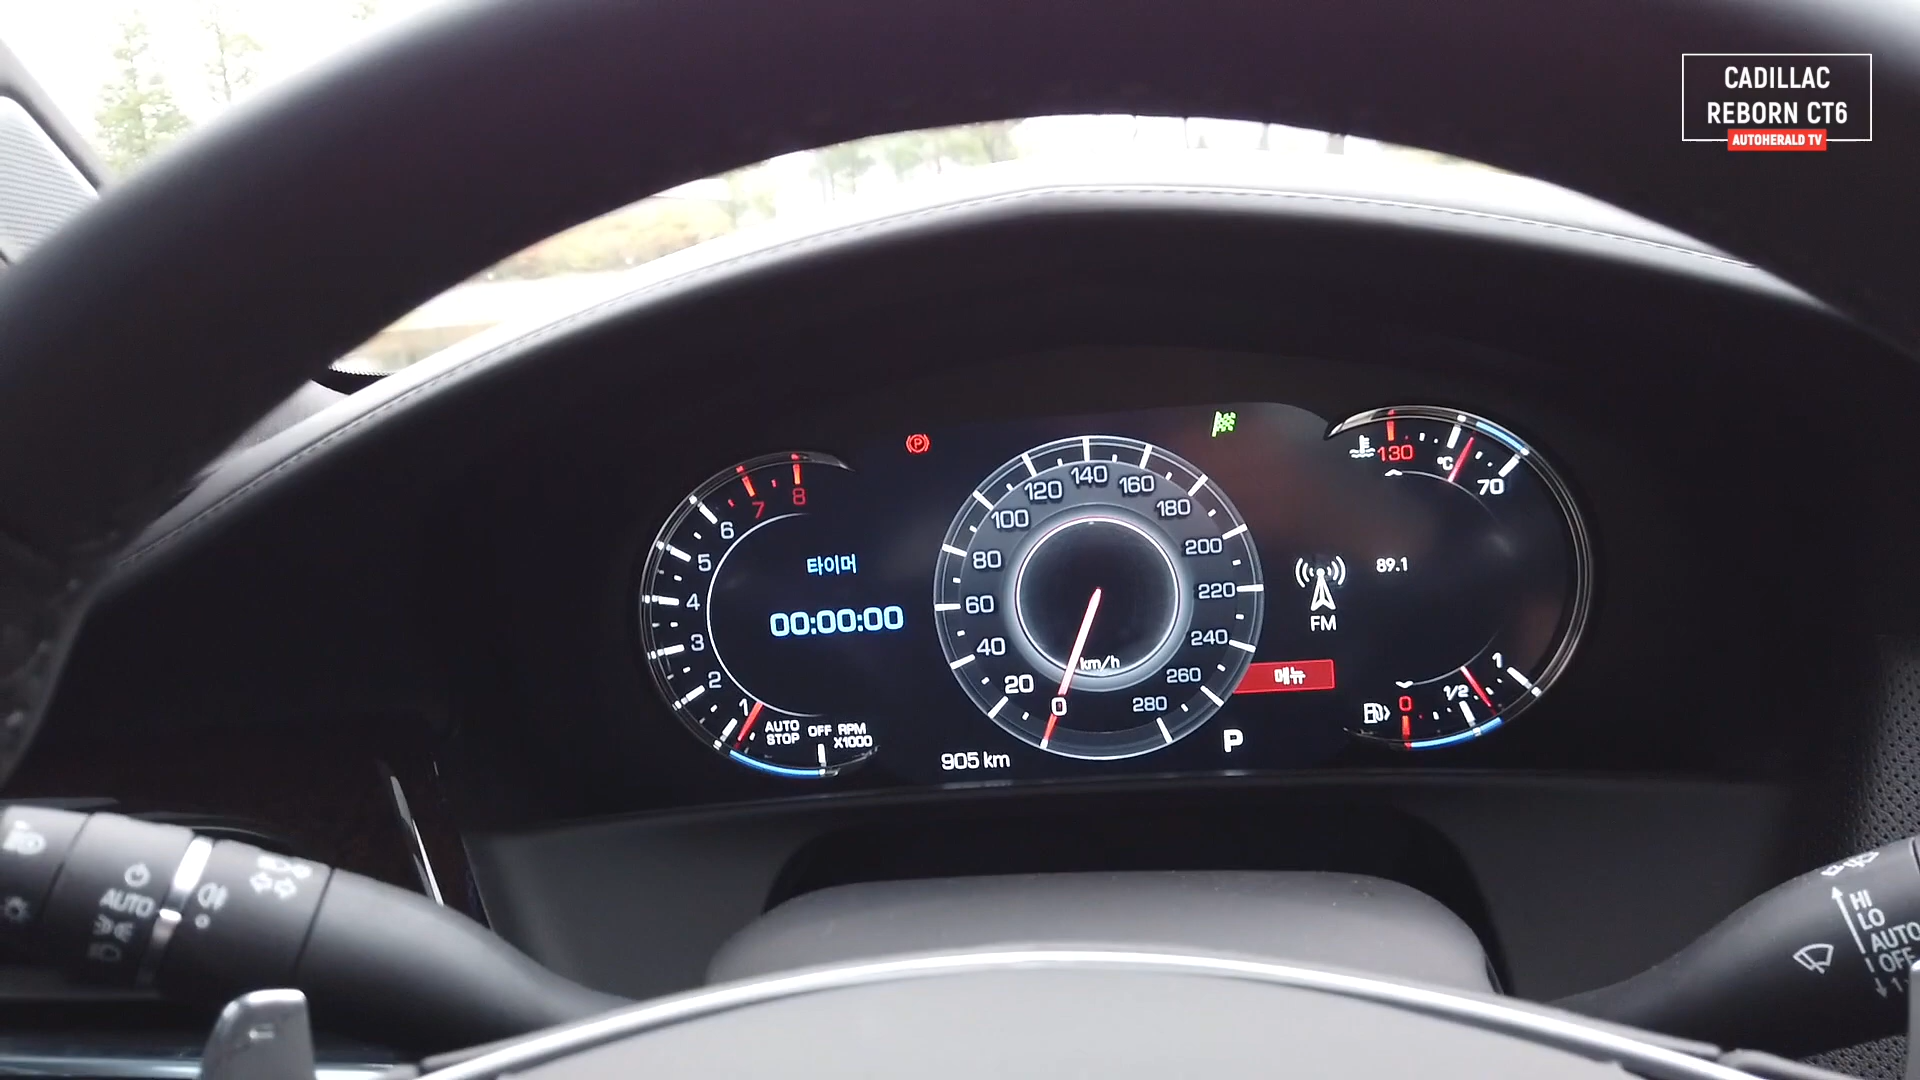 CADILLAC
REBORN CT6
AUTOHERALD TV
8
7
6
5
4
3
2
1
AUTO STOP
OFF
RPM X1000
타이머
00:00:00
905 km
0
20
40
60
80
100
120
140
160
180
200
220
240
260
280
km/h
P
FM
89.1
메뉴
130
°C
70
1
1/2
0
P
AUTO
HI
LO
AUTO
OFF
1